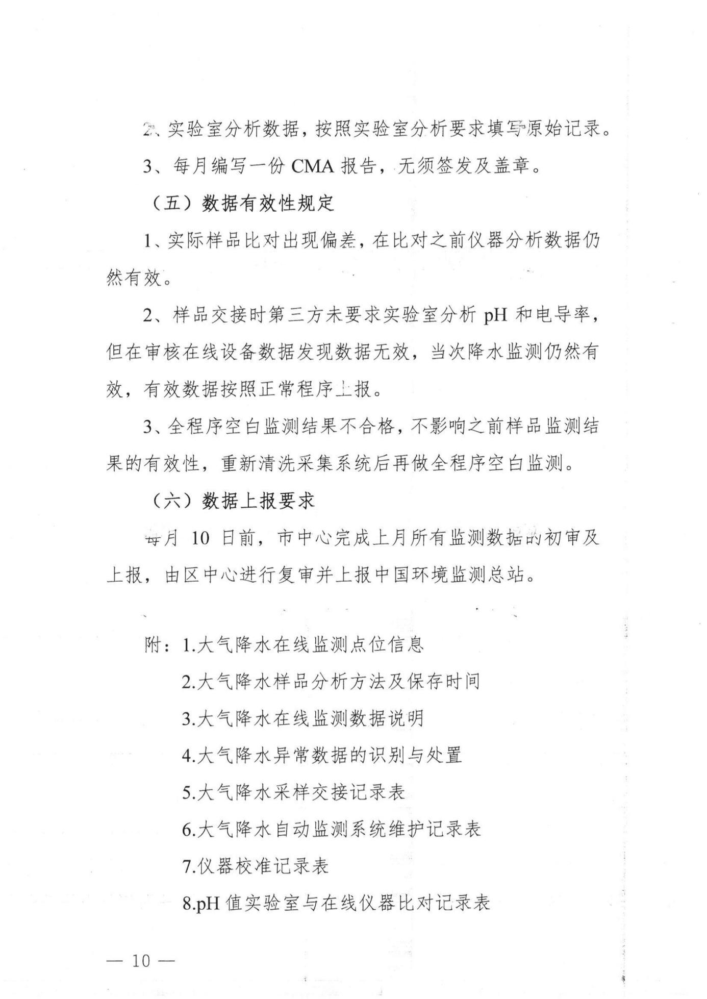 2、实验室分析数据，按照实验室分析要求填写原始记录。
3、每月编写一份 CMA 报告，无须签发及盖章。
（五）数据有效性规定
1、实际样品比对出现偏差，在比对之前仪器分析数据仍
然有效。
2、样品交接时第三方未要求实验室分析 pH 和电导率，
但在审核在线设备数据发现数据无效，当次降水监测仍然有
效，有效数据按照正常程序上报。
3、全程序空白监测结果不合格，不影响之前样品监测结
果的有效性，重新清洗采集系统后再做全程序空白监测。
（六）数据上报要求
每月 10 日前，市中心完成上月所有监测数据的初审及
上报，由区中心进行复审并上报中国环境监测总站。
附：1.大气降水在线监测点位信息
2.大气降水样品分析方法及保存时间
3.大气降水在线监测数据说明
4.大气降水异常数据的识别与处置
5.大气降水采样交接记录表
6.大气降水自动监测系统维护记录表
7.仪器校准记录表
8.pH 值实验室与在线仪器比对记录表
— 10 —